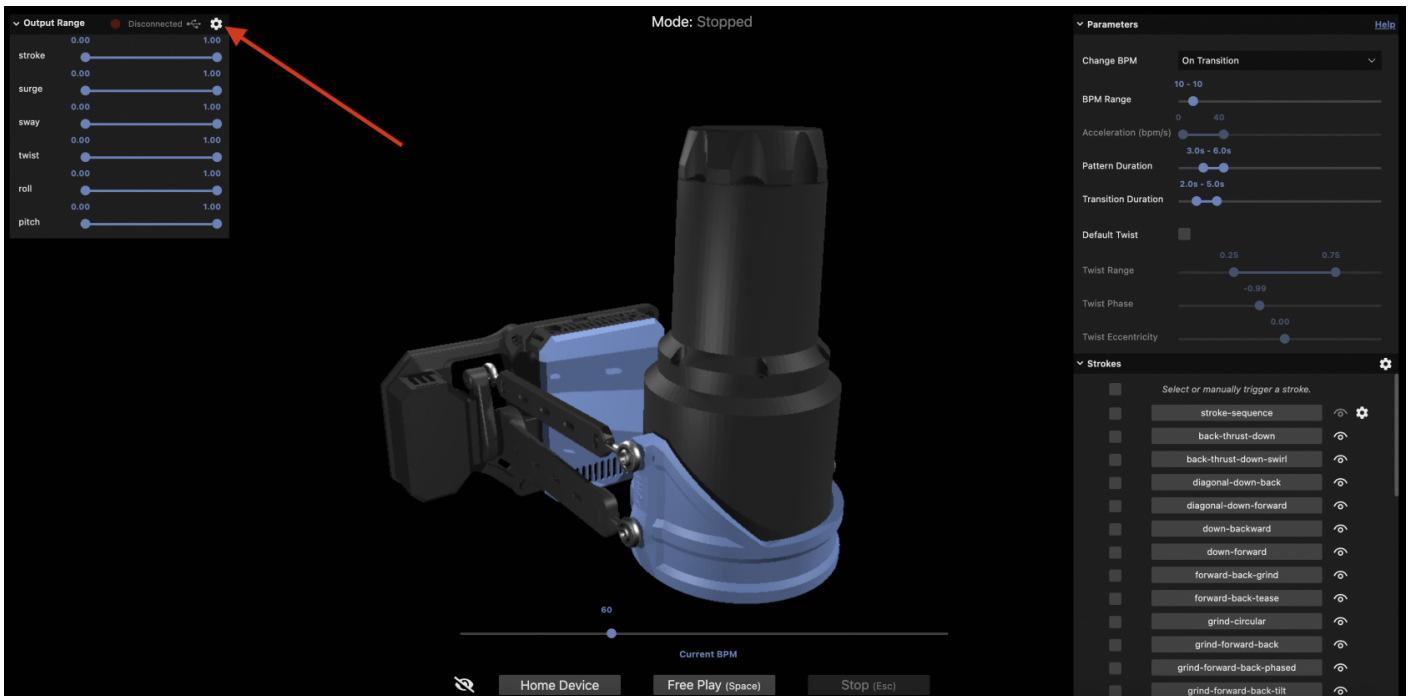 Output Range
Disconnected
0.00 1.00
stroke
0.00 1.00
surge
0.00 1.00
sway
0.00 1.00
twist
0.00 1.00
roll
0.00 1.00
pitch
Mode: Stopped
60
Current BPM
Home Device
Free Play (Space)
Stop (Esc)
Parameters Help
Change BPM On Transition
10 - 10
BPM Range
0 40
Acceleration (bpm/s)
3.0s - 6.0s
Pattern Duration
2.0s - 5.0s
Transition Duration
Default Twist
0.25 0.75
Twist Range
-0.99
Twist Phase
0.00
Twist Eccentricity
Strokes
Select or manually trigger a stroke.
stroke-sequence
back-thrust-down
back-thrust-down-swirl
diagonal-down-back
diagonal-down-forward
down-backward
down-forward
forward-back-grind
forward-back-tease
grind-circular
grind-forward-back
grind-forward-back-phased
grind-forward-back-tilt